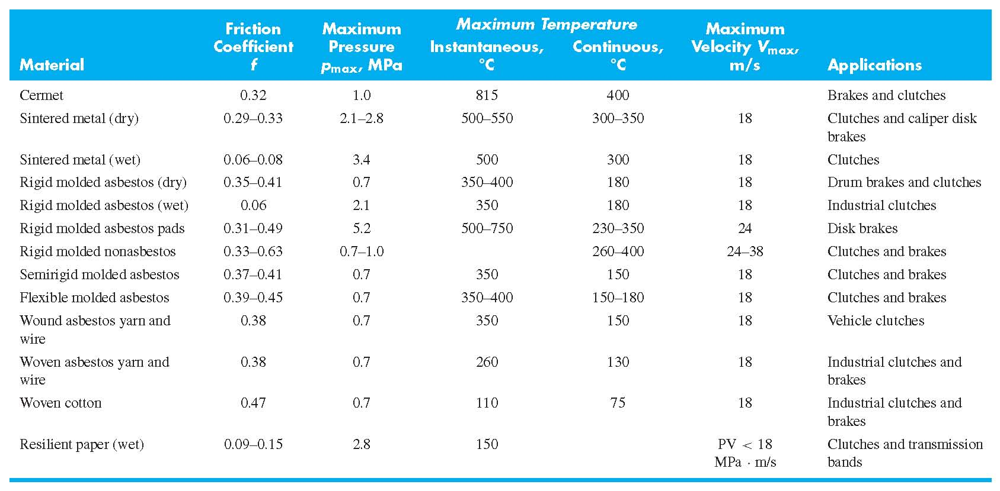 Maximum Temperature
Friction Maximum Maximum
Coefficient Pressure Instantaneous, Continuous, Velocity Vmax,
Material f pmax, MPa °C °C m/s Applications
Cermet 0.32 1.0 815 400 Brakes and clutches
Sintered metal (dry) 0.29–0.33 2.1–2.8 500–550 300–350 18 Clutches and caliper disk
brakes
Sintered metal (wet) 0.06–0.08 3.4 500 300 18 Clutches
Rigid molded asbestos (dry) 0.35–0.41 0.7 350–400 180 18 Drum brakes and clutches
Rigid molded asbestos (wet) 0.06 2.1 350 180 18 Industrial clutches
Rigid molded asbestos pads 0.31–0.49 5.2 500–750 230–350 24 Disk brakes
Rigid molded nonasbestos 0.33–0.63 0.7–1.0 260–400 24–38 Clutches and brakes
Semirigid molded asbestos 0.37–0.41 0.7 350 150 18 Clutches and brakes
Flexible molded asbestos 0.39–0.45 0.7 350–400 150–180 18 Clutches and brakes
Wound asbestos yarn and 0.38 0.7 350 150 18 Vehicle clutches
wire
Woven asbestos yarn and 0.38 0.7 260 130 18 Industrial clutches and
wire brakes
Woven cotton 0.47 0.7 110 75 18 Industrial clutches and
brakes
Resilient paper (wet) 0.09–0.15 2.8 150 PV < 18 Clutches and transmission
MPa · m/s bands